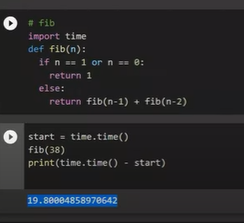 # fib
import time
def fib(n):
  if n == 1 or n == 0:
    return 1
  else:
    return fib(n-1) + fib(n-2)
start = time.time()
fib(38)
print(time.time() - start)
19.80004858970642